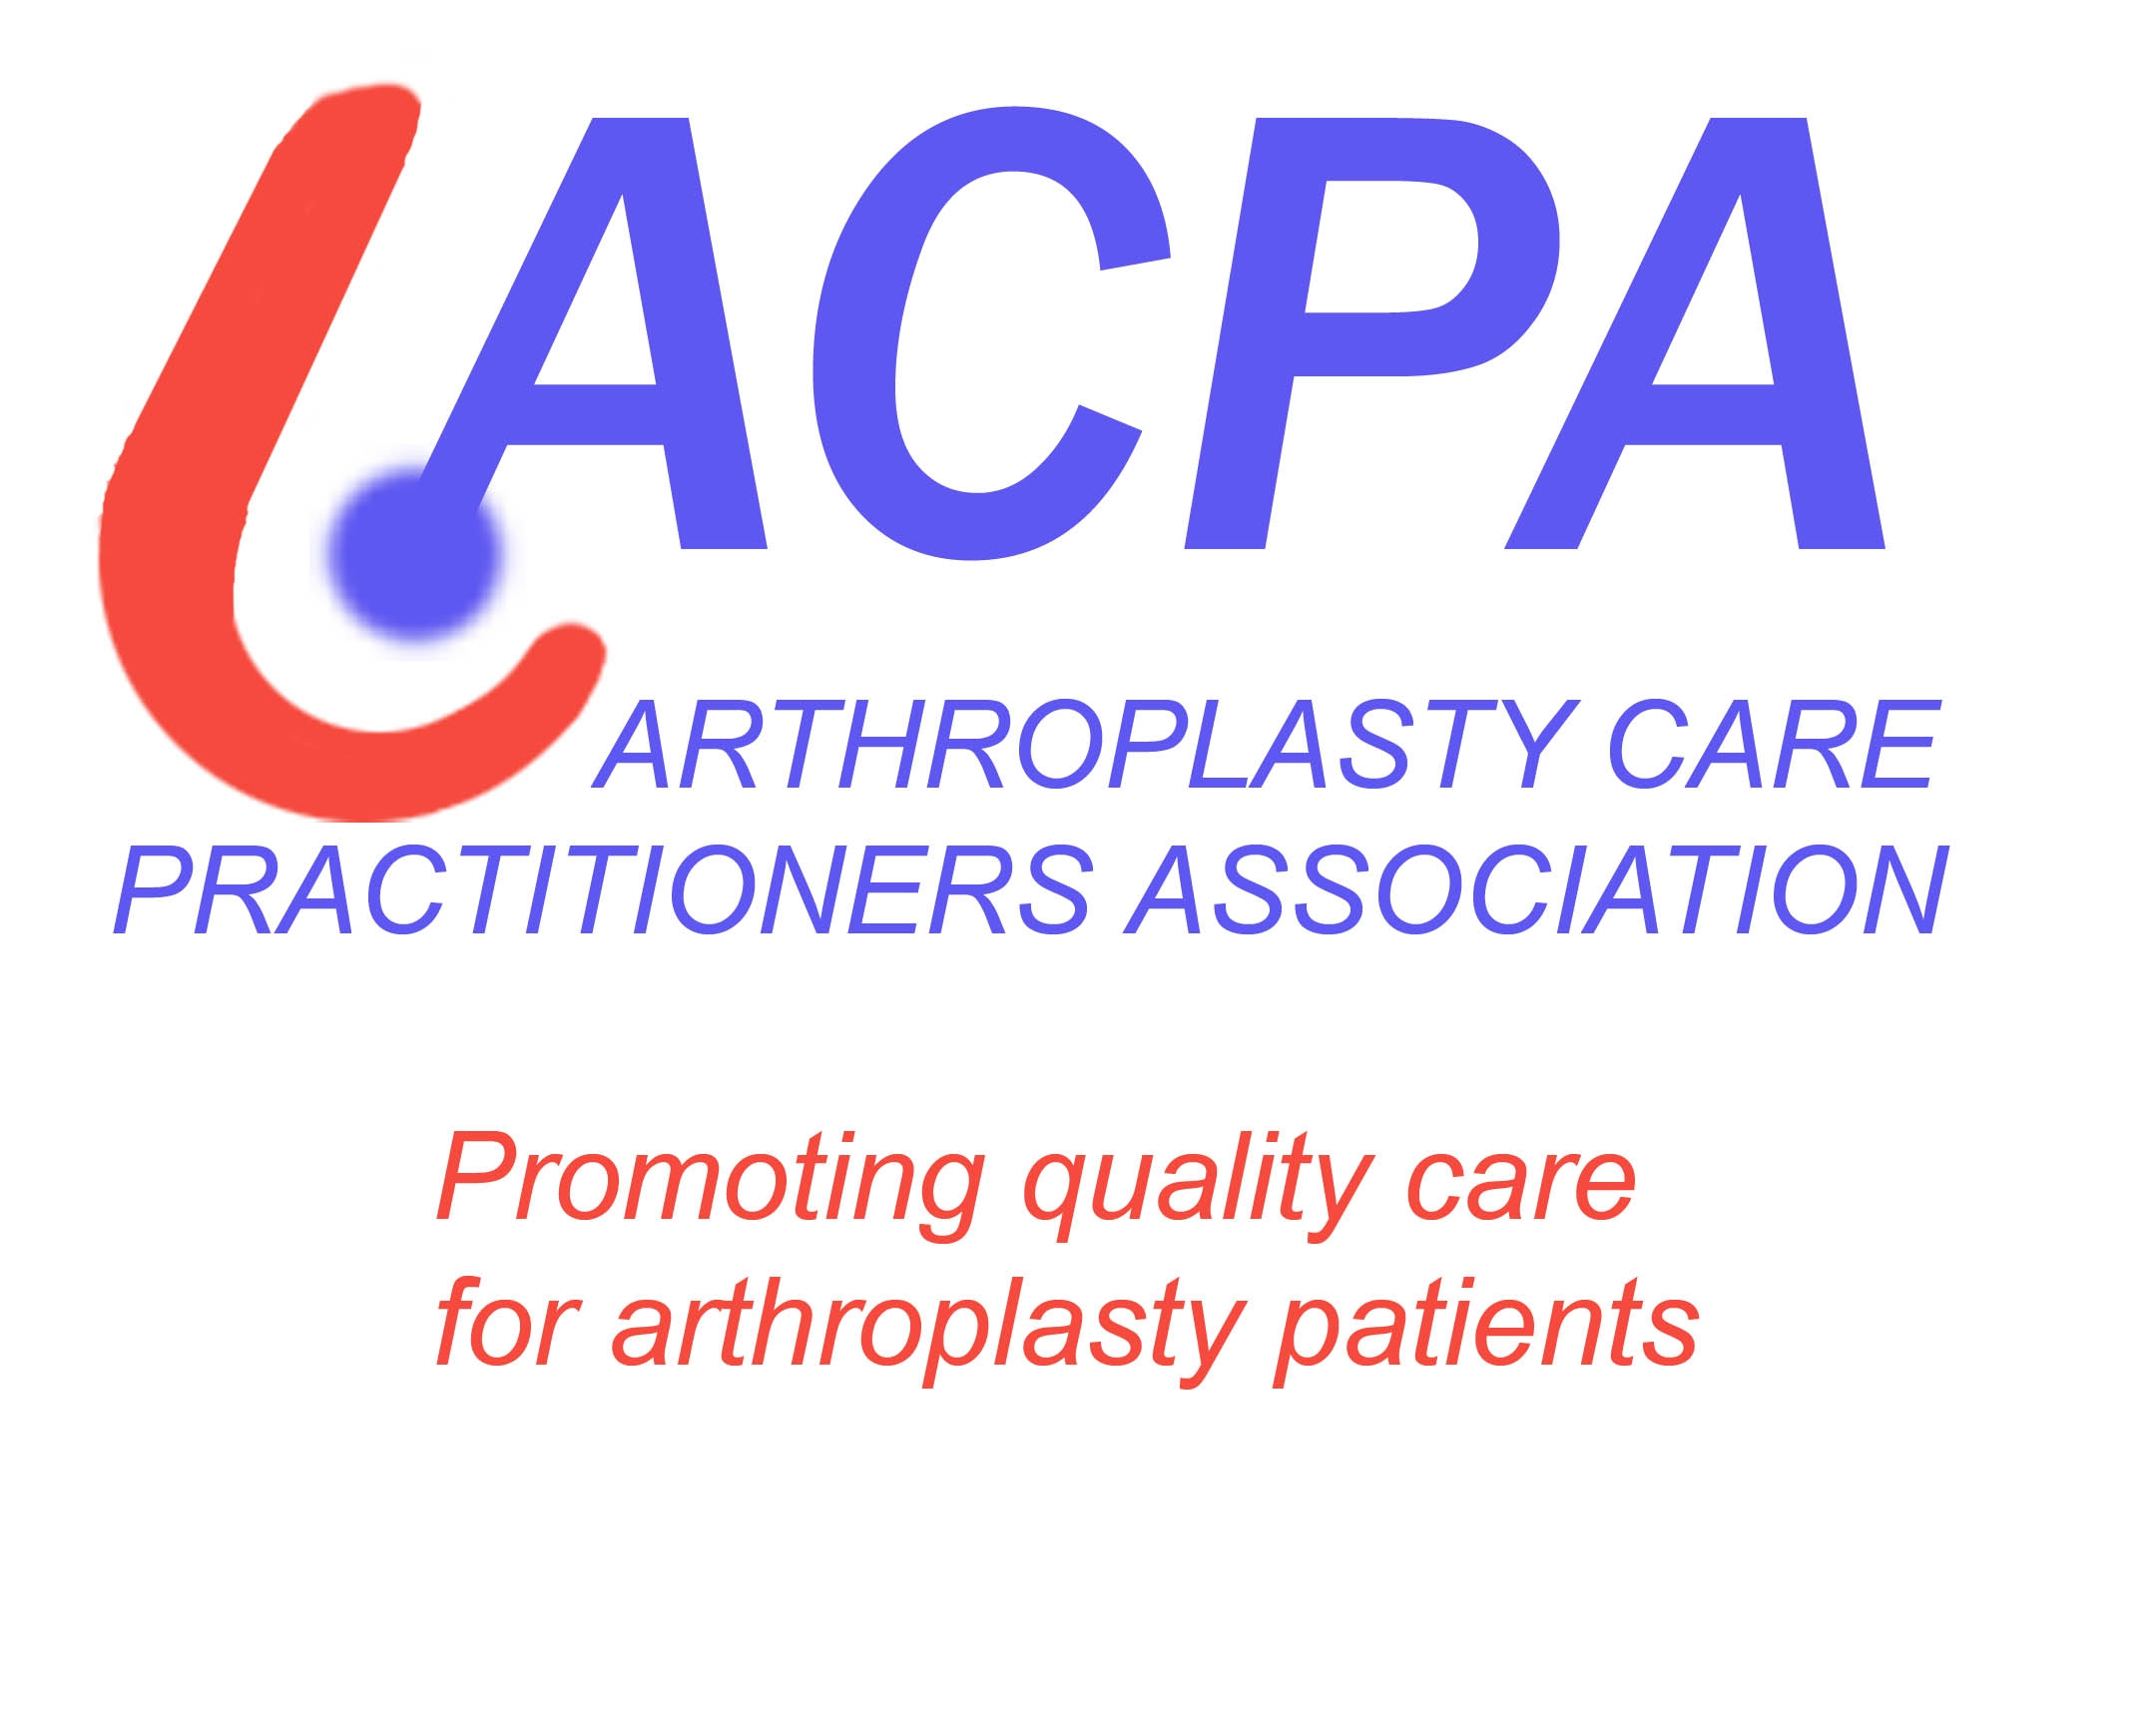 ACPA
ARTHROPLASTY CARE
PRACTITIONERS ASSOCIATION
Promoting quality care
for arthroplasty patients